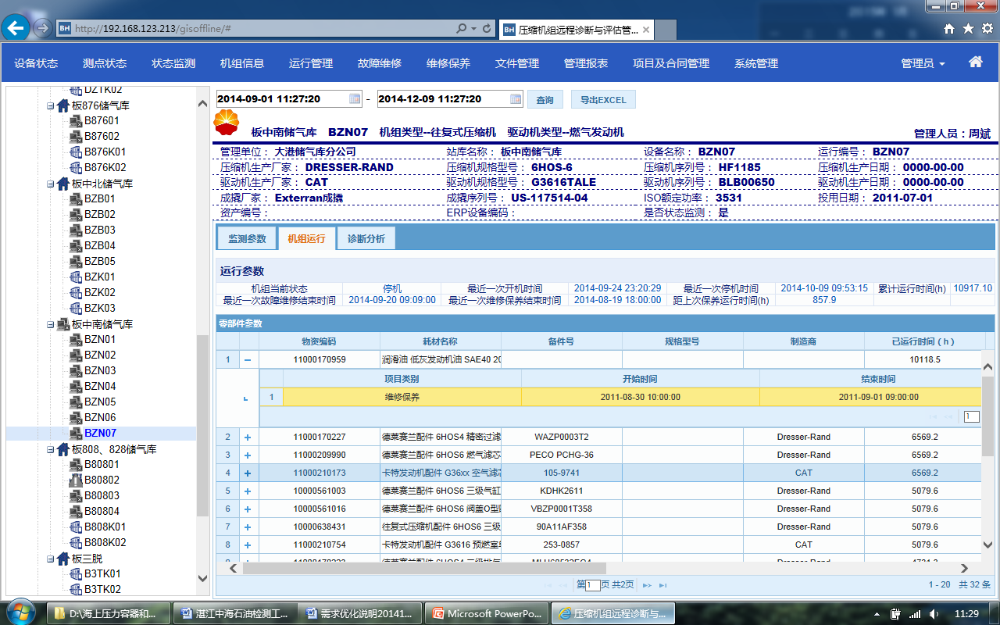 http://192.168.123.213/gisoffline/#
压缩机组远程诊断与评估管...
设备状态 测点状态 状态监测 机组信息 运行管理 故障维修 维修保养 文件管理 管理报表 项目及合同管理 系统管理 管理员
DZTK02
板876储气库
B87601
B87602
B876K01
B876K02
板中北储气库
BZB01
BZB02
BZB03
BZB04
BZB05
BZK01
BZK02
BZK03
板中南储气库
BZN01
BZN02
BZN03
BZN04
BZN05
BZN06
BZN07
板808、828储气库
B80801
B80802
B80803
B80804
B808K01
B808K02
板三脱
B3TK01
B3TK02
2014-09-01 11:27:20 - 2014-12-09 11:27:20 查询 导出EXCEL
板中南储气库 BZN07 机组类型--往复式压缩机 驱动机类型--燃气发动机 管理人员：周斌
管理单位： 大港储气库分公司 站库名称： 板中南储气库 设备名称： BZN07 运行编号： BZN07
压缩机生产厂家： DRESSER-RAND 压缩机规格型号： 6HOS-6 压缩机序列号： HF1185 压缩机生产日期： 0000-00-00
驱动机生产厂家： CAT 驱动机规格型号： G3616TALE 驱动机序列号： BLB00650 驱动机生产日期： 0000-00-00
成撬厂家： Exterran成撬 成撬序列号： US-117514-04 ISO额定功率： 3531 投用日期： 2011-07-01
资产编号： ERP设备编码： 是否状态监测： 是
监测参数 机组运行 诊断分析
运行参数
机组当前状态 停机 最近一次开机时间 2014-09-24 23:20:29 最近一次停机时间 2014-10-09 09:53:15 累计运行时间(h) 10917.10
最近一次故障维修结束时间 2014-09-20 09:09:00 最近一次维修保养结束时间 2014-08-19 18:00:00 距上次保养运行时间(h) 857.9
零部件参数
物资编码 耗材名称 备件号 规格型号 制造商 已运行时间（h）
1 11000170959 润滑油 低灰发动机油 SAE40 20 10118.5
项目类别 开始时间 结束时间
1 维修保养 2011-08-30 10:00:00 2011-09-01 09:00:00
1
2 11000170227 德莱赛兰配件 6HOS4 精密过滤 WAZP0003T2 Dresser-Rand 6569.2
3 11000209990 德莱赛兰配件 6HOS6 燃气滤芯 PECO PCHG-36 Dresser-Rand 6569.2
4 11000210173 卡特发动机配件 G36xx 空气滤芯 105-9741 CAT 6569.2
5 10000561003 德莱赛兰配件 6HOS6 三级气缸 KDHK2611 Dresser-Rand 5079.6
6 10000561016 德莱赛兰配件 6HOS6 阀盖O型 VBZP0001T358 Dresser-Rand 5079.6
7 10000638431 往复式压缩机配件 6HOS6 三级 90A11AF358 Dresser-Rand 5079.6
8 11000210754 卡特发动机配件 G3616 预燃室 253-0857 CAT 5079.6
第1页 共2页 1 - 20 共 32 条
D:\海上压力容器和... 湛江中海石油检测工... 需求优化说明20141... Microsoft PowerPo... 压缩机组远程诊断与... 11:29